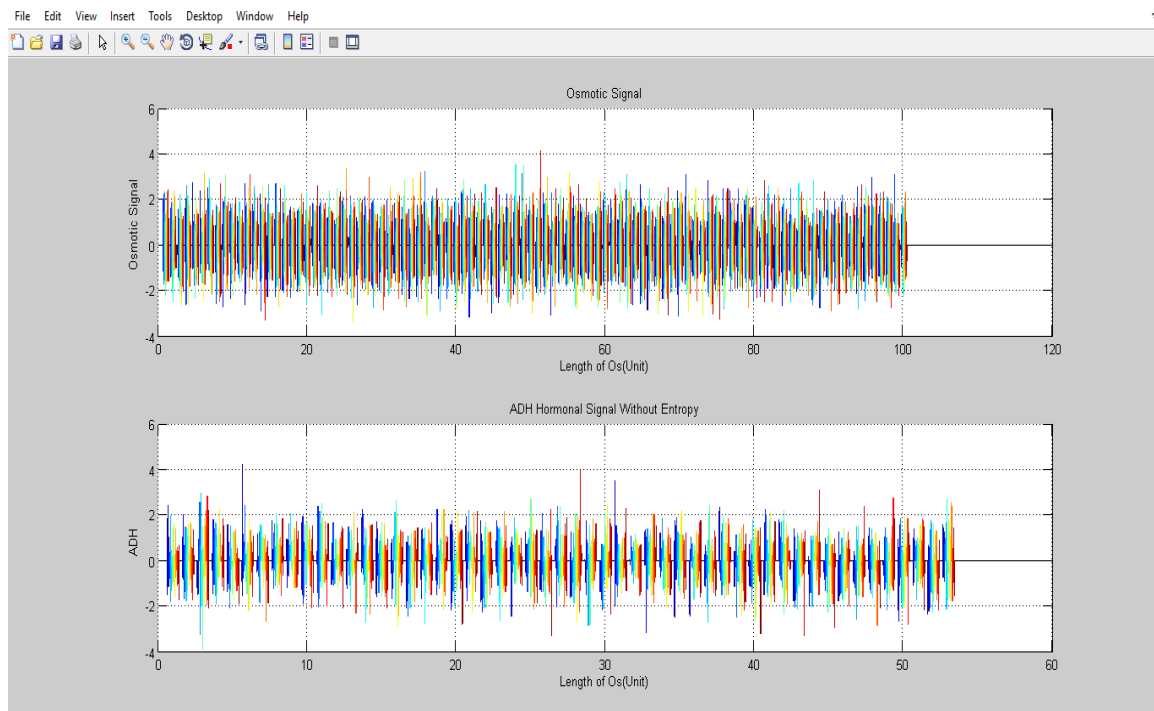 File Edit View Insert Tools Desktop Window Help
Osmotic Signal
6
4
2
0
-2
-4
Osmotic Signal
0 20 40 60 80 100 120
Length of Os(Unit)
ADH Hormonal Signal Without Entropy
6
4
2
0
-2
-4
ADH
0 10 20 30 40 50 60
Length of Os(Unit)